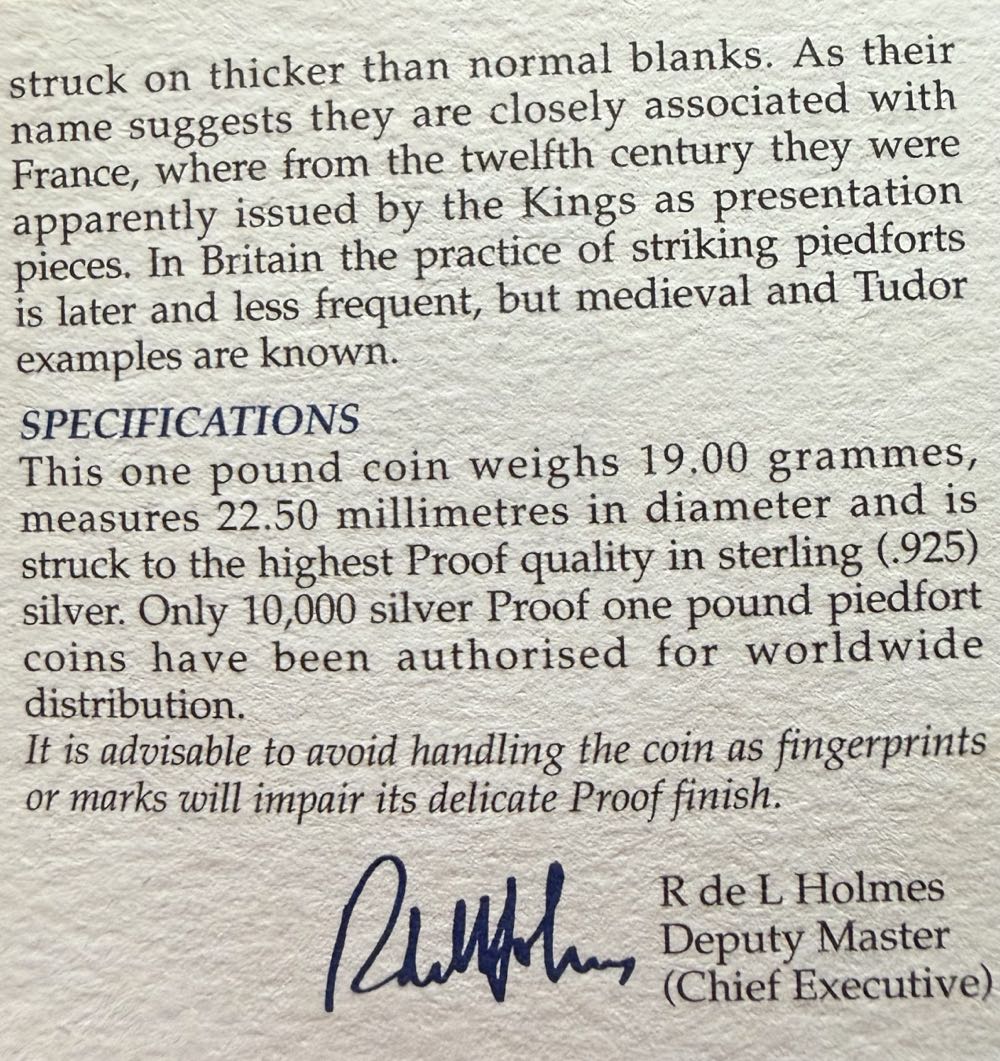 struck on thicker than normal blanks. As their
name suggests they are closely associated with
France, where from the twelfth century they were
apparently issued by the Kings as presentation
pieces. In Britain the practice of striking piedforts
is later and less frequent, but medieval and Tudor
examples are known.
SPECIFICATIONS
This one pound coin weighs 19.00 grammes,
measures 22.50 millimetres in diameter and is
struck to the highest Proof quality in sterling (.925)
silver. Only 10,000 silver Proof one pound piedfort
coins have been authorised for worldwide
distribution.
It is advisable to avoid handling the coin as fingerprints
or marks will impair its delicate Proof finish.
R de L Holmes
R de L Holmes
Deputy Master
(Chief Executive)